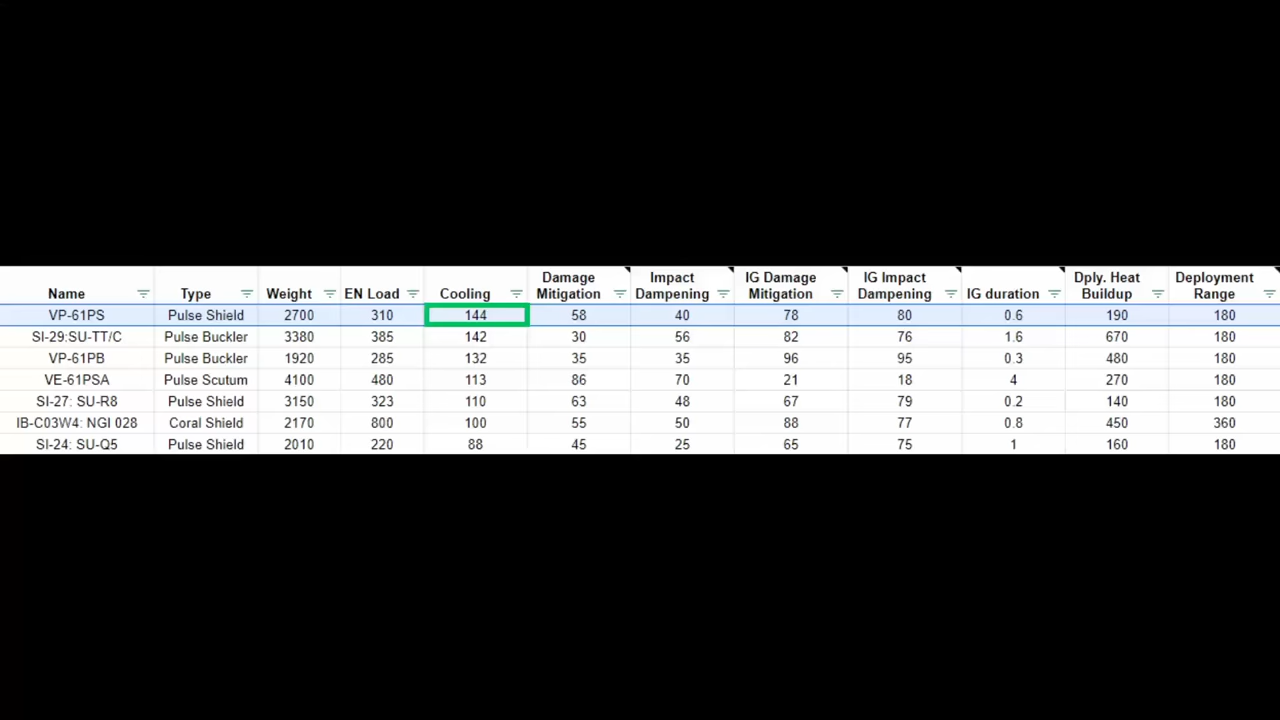 Name Type Weight EN Load Cooling Damage Mitigation Impact Dampening IG Damage Mitigation IG Impact Dampening IG duration Dply. Heat Buildup Deployment Range
VP-61PS Pulse Shield 2700 310 144 58 40 78 80 0.6 190 180
SI-29:SU-TT/C Pulse Buckler 3380 385 142 30 56 82 76 1.6 670 180
VP-61PB Pulse Buckler 1920 285 132 35 35 96 95 0.3 480 180
VE-61PSA Pulse Scutum 4100 480 113 86 70 21 18 4 270 180
SI-27: SU-R8 Pulse Shield 3150 323 110 63 48 67 79 0.2 140 180
IB-C03W4: NGI 028 Coral Shield 2170 800 100 55 50 88 77 0.8 450 360
SI-24: SU-Q5 Pulse Shield 2010 220 88 45 25 65 75 1 160 180